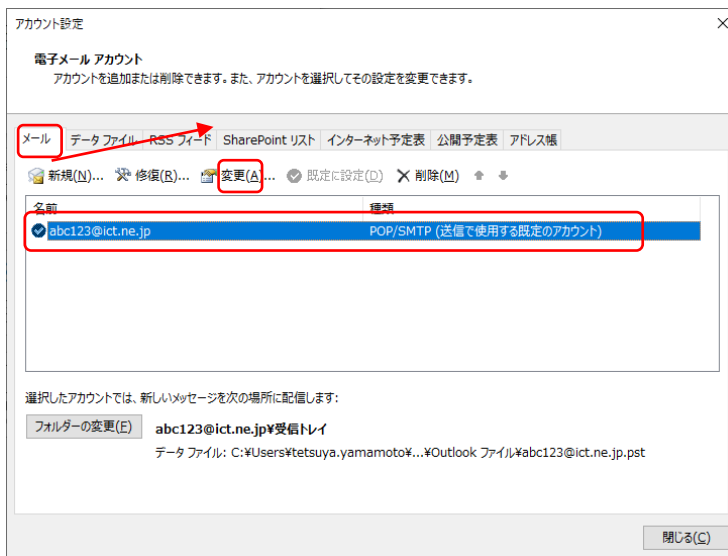 アカウント設定
電子メール アカウント
アカウントを追加または削除できます。また、アカウントを選択してその設定を変更できます。
メール データ ファイル RSS フィード SharePoint リスト インターネット予定表 公開予定表 アドレス帳
新規(N)... 修復(R)... 変更(A)... 既定に設定(D) 削除(M)
名前 種類
abc123@ict.ne.jp POP/SMTP (送信で使用する既定のアカウント)
選択したアカウントでは、新しいメッセージを次の場所に配信します:
フォルダーの変更(F) abc123@ict.ne.jp¥受信トレイ
データ ファイル: C:¥Users¥tetsuya.yamamoto¥...¥Outlook ファイル¥abc123@ict.ne.jp.pst
閉じる(C)